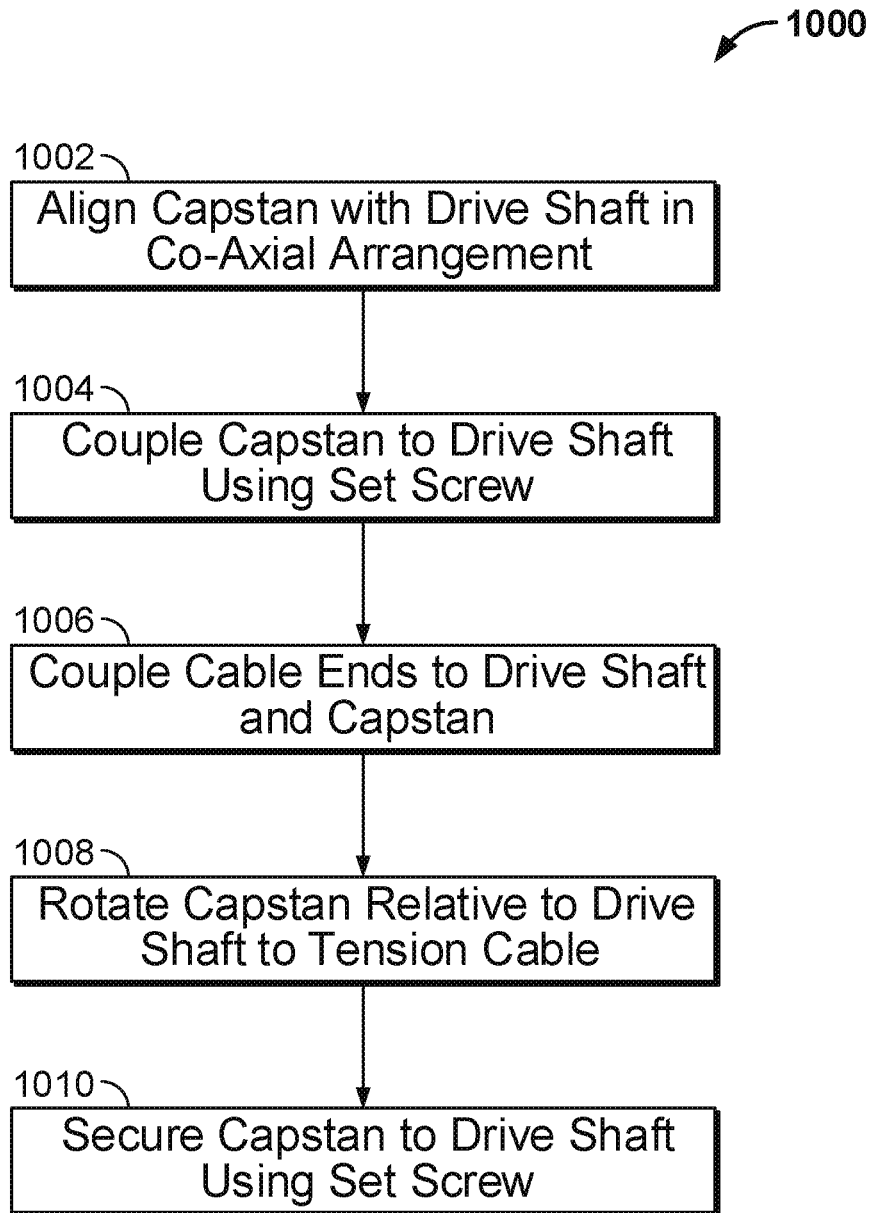 1000
1002
Align Capstan with Drive Shaft in
Co-Axial Arrangement
1004
Couple Capstan to Drive Shaft
Using Set Screw
1006
Couple Cable Ends to Drive Shaft
and Capstan
1008
Rotate Capstan Relative to Drive
Shaft to Tension Cable
1010
Secure Capstan to Drive Shaft
Using Set Screw